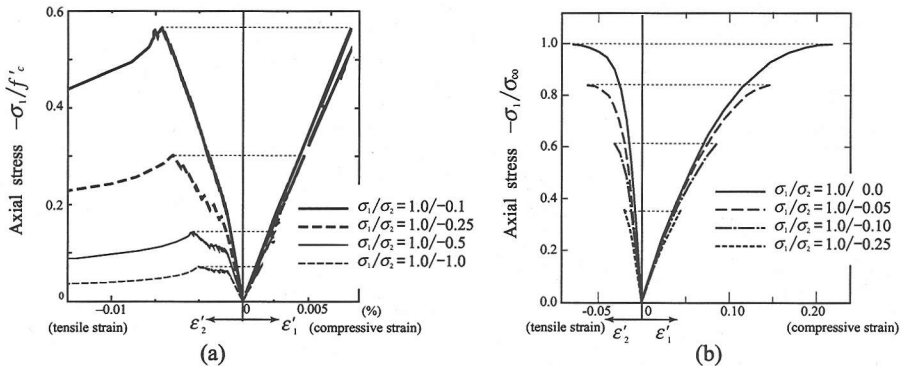 (a)
Axial stress −σ₁/f'c
0.6
0.4
0.2
0
−0.01
0
0.005
(%)
(tensile strain)
ε'₂
ε'₁
(compressive strain)
σ₁/σ₂ = 1.0/−0.1
σ₁/σ₂ = 1.0/−0.25
σ₁/σ₂ = 1.0/−0.5
σ₁/σ₂ = 1.0/−1.0
(a)
(b)
Axial stress −σ₁/σ∞
1.0
0.8
0.6
0.4
0.2
0.0
-0.05
0
0.10
0.20
(tensile strain)
ε'₂
ε'₁
(compressive strain)
σ₁/σ₂ = 1.0/ 0.0
σ₁/σ₂ = 1.0/-0.05
σ₁/σ₂ = 1.0/-0.10
σ₁/σ₂ = 1.0/-0.25
(b)